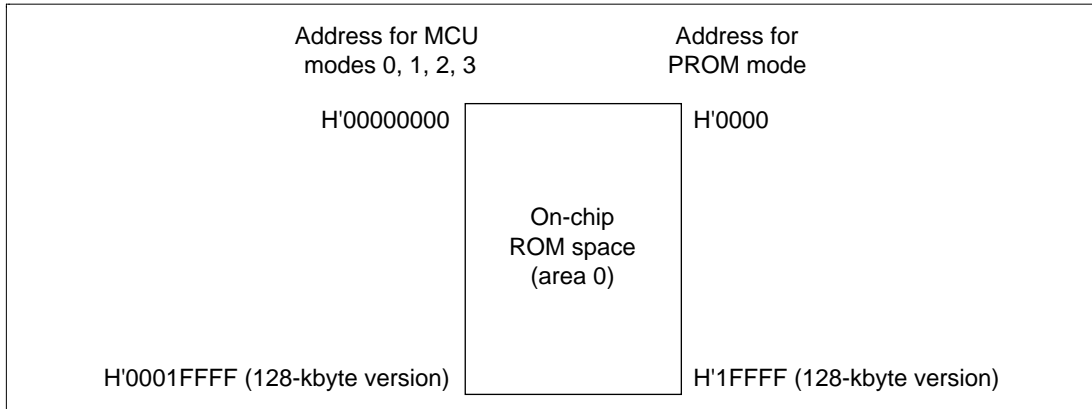 Address for MCU
modes 0, 1, 2, 3
Address for
PROM mode
H'00000000
H'0000
On-chip
ROM space
(area 0)
H'0001FFFF (128-kbyte version)
H'1FFFF (128-kbyte version)